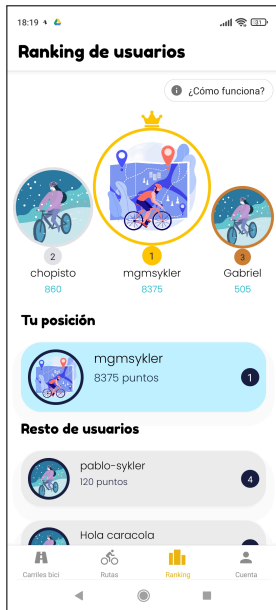 18:19
31
Ranking de usuarios
¿Cómo funciona?
2
1
3
chopisto
mgmsykler
Gabriel
860
8375
505
Tu posición
mgmsykler
8375 puntos
1
Resto de usuarios
pablo-sykler
120 puntos
4
Hola caracola
Carriles bici
Rutas
Ranking
Cuenta